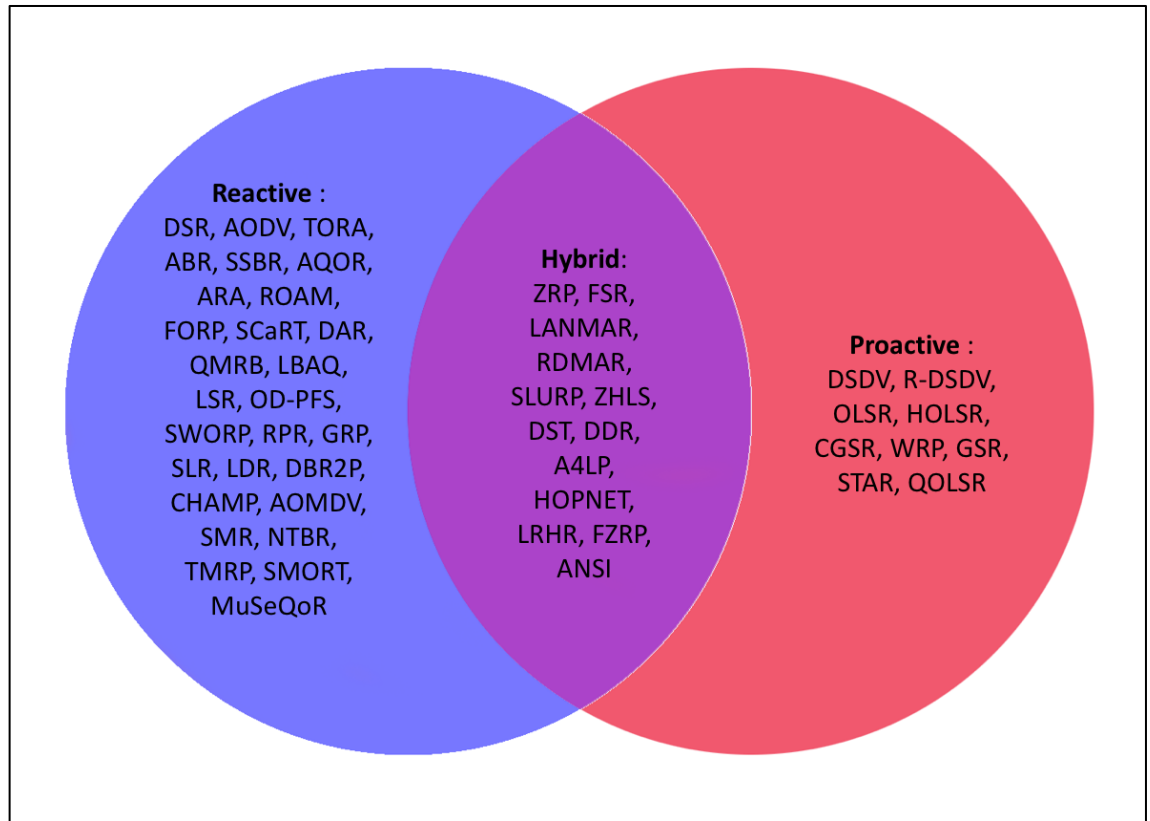 Reactive :
DSR, AODV, TORA,
ABR, SSBR, AQOR,
ARA, ROAM,
FORP, SCaRT, DAR,
QMRB, LBAQ,
LSR, OD-PFS,
SWORP, RPR, GRP,
SLR, LDR, DBR2P,
CHAMP, AOMDV,
SMR, NTBR,
TMRP, SMORT,
MuSeQoR
Hybrid:
ZRP, FSR,
LANMAR,
RDMAR,
SLURP, ZHLS,
DST, DDR,
A4LP,
HOPNET,
LRHR, FZRP,
ANSI
Proactive :
DSDV, R-DSDV,
OLSR, HOLSR,
CGSR, WRP, GSR,
STAR, QOLSR